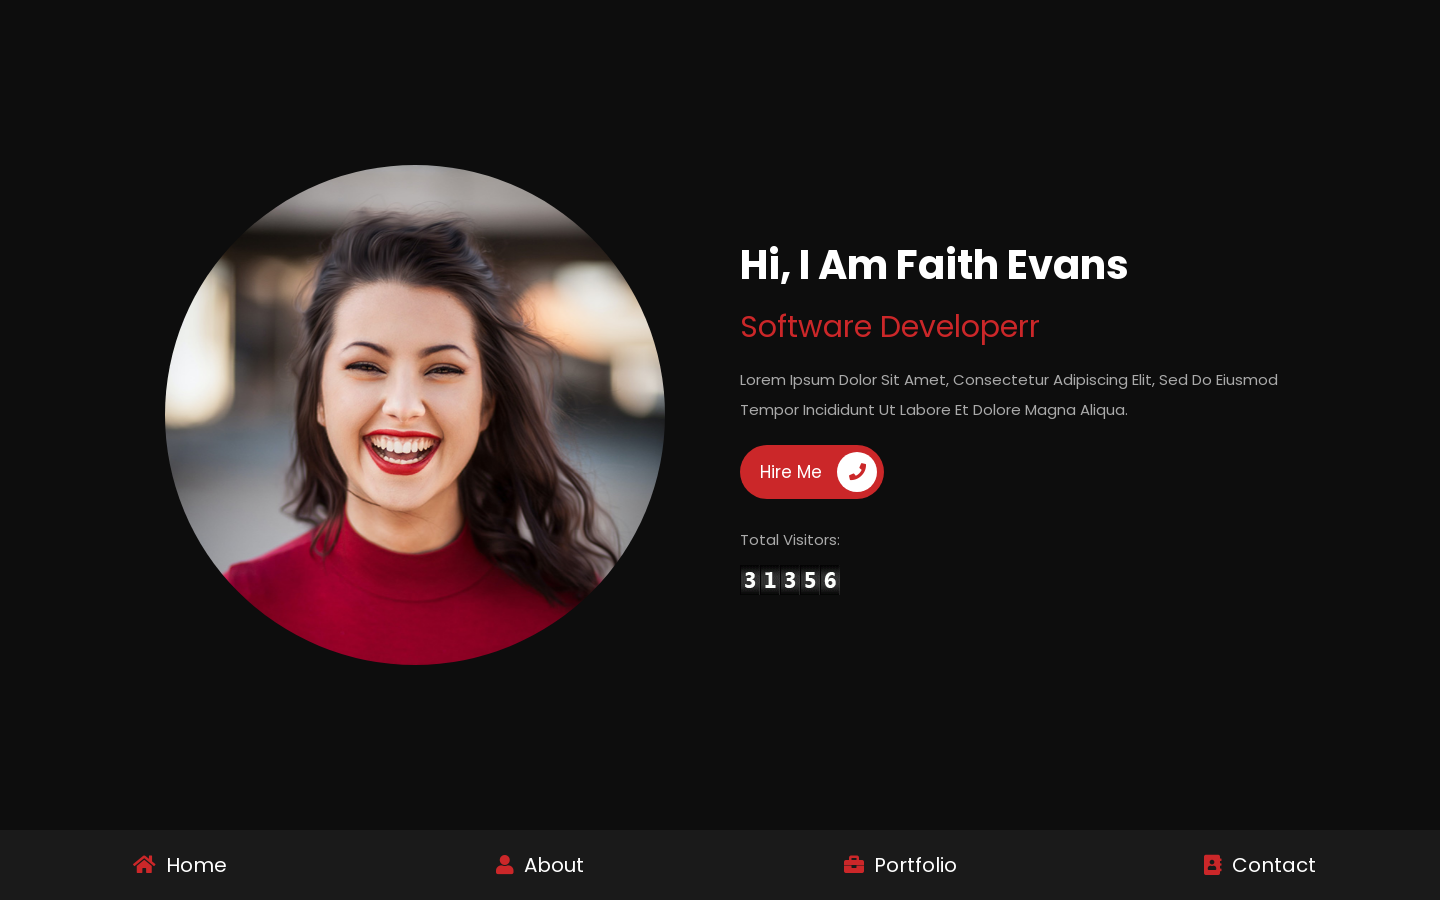 Hi, I Am Faith Evans
Software Developerr
Lorem Ipsum Dolor Sit Amet, Consectetur Adipiscing Elit, Sed Do Eiusmod
Tempor Incididunt Ut Labore Et Dolore Magna Aliqua.
Hire Me
Total Visitors:
31356
Home About Portfolio Contact